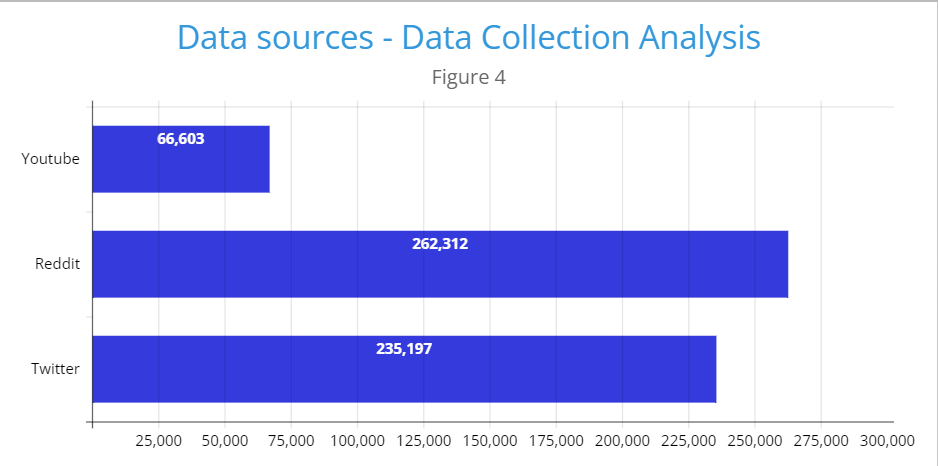 Data sources - Data Collection Analysis
Figure 4
66,603
Youtube
262,312
Reddit
235,197
Twitter
25,000 50,000 75,000 100,000 125,000 150,000 175,000 200,000 225,000 250,000 275,000 300,000